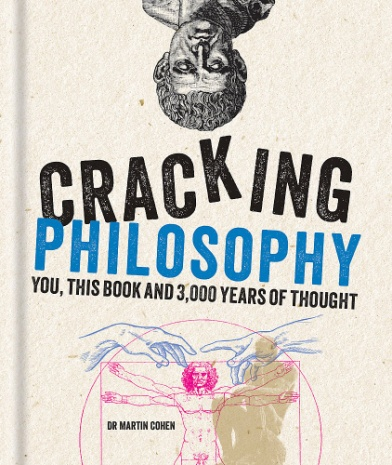 CRACKING
PHILOSOPHY
YOU, THIS BOOK AND 3,000 YEARS OF THOUGHT
DR MARTIN COHEN